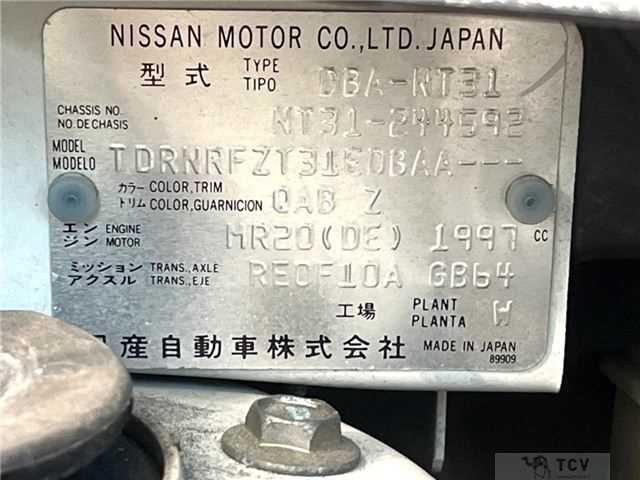 NISSAN MOTOR CO.,LTD. JAPAN
型式 TYPE TIPO DBA-NT31
CHASSIS NO. NO. DE CHASIS NT31-244592
MODEL MODELO TDRNRFZT31EDBAA---
カラー COLOR,TRIM
トリム COLOR,GUARNICION QAB Z
エンジン ENGINE MOTOR MR20(DE) 1997 CC
ミッション TRANS.,AXLE
アクスル TRANS.,EJE RE0F10A GB64
工場 PLANT PLANTA W
日産自動車株式会社 MADE IN JAPAN
89909
TCV